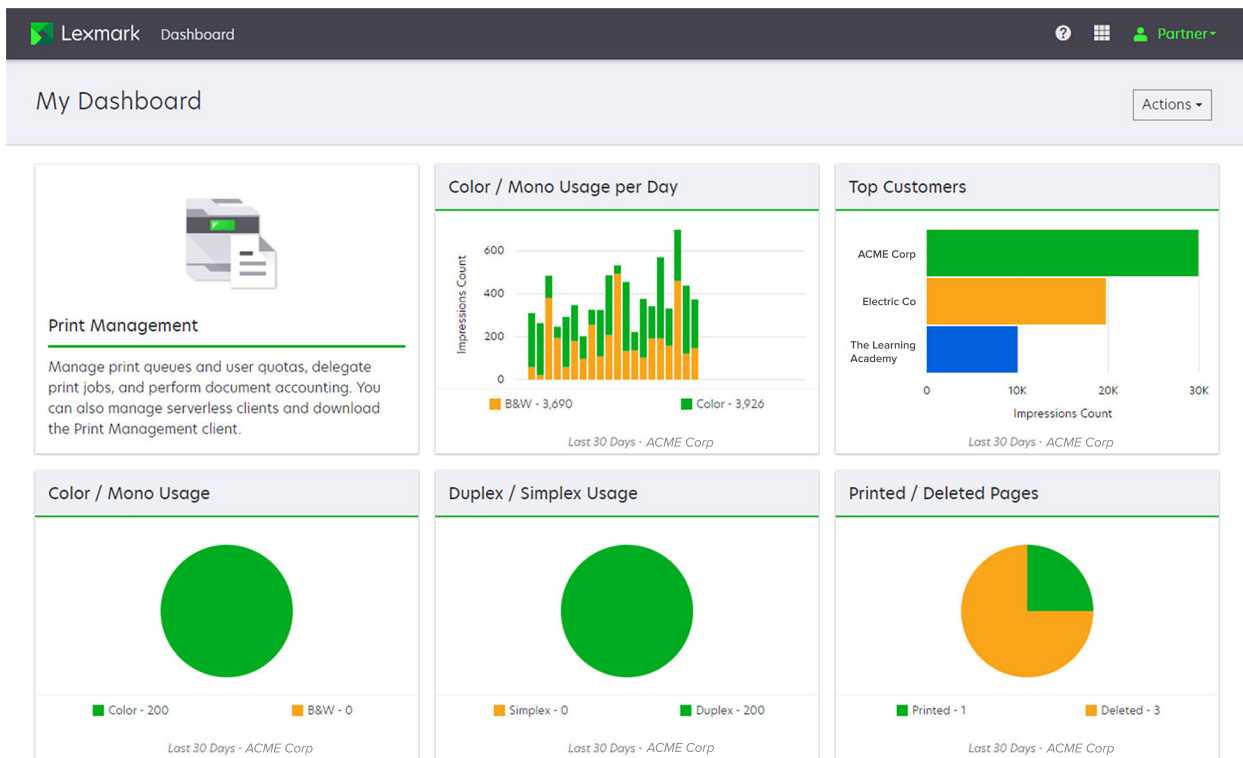 Lexmark Dashboard
? Partner
My Dashboard
Actions
Print Management
Manage print queues and user quotas, delegate
print jobs, and perform document accounting. You
can also manage serverless clients and download
the Print Management client.
Color / Mono Usage per Day
Impressions Count
600
400
200
0
B&W - 3,690 Color - 3,926
Last 30 Days - ACME Corp
Top Customers
ACME Corp
Electric Co
The Learning
Academy
0 10K 20K 30K
Impressions Count
Last 30 Days - ACME Corp
Color / Mono Usage
Color - 200 B&W - 0
Last 30 Days - ACME Corp
Duplex / Simplex Usage
Simplex - 0 Duplex - 200
Last 30 Days - ACME Corp
Printed / Deleted Pages
Printed - 1 Deleted - 3
Last 30 Days - ACME Corp